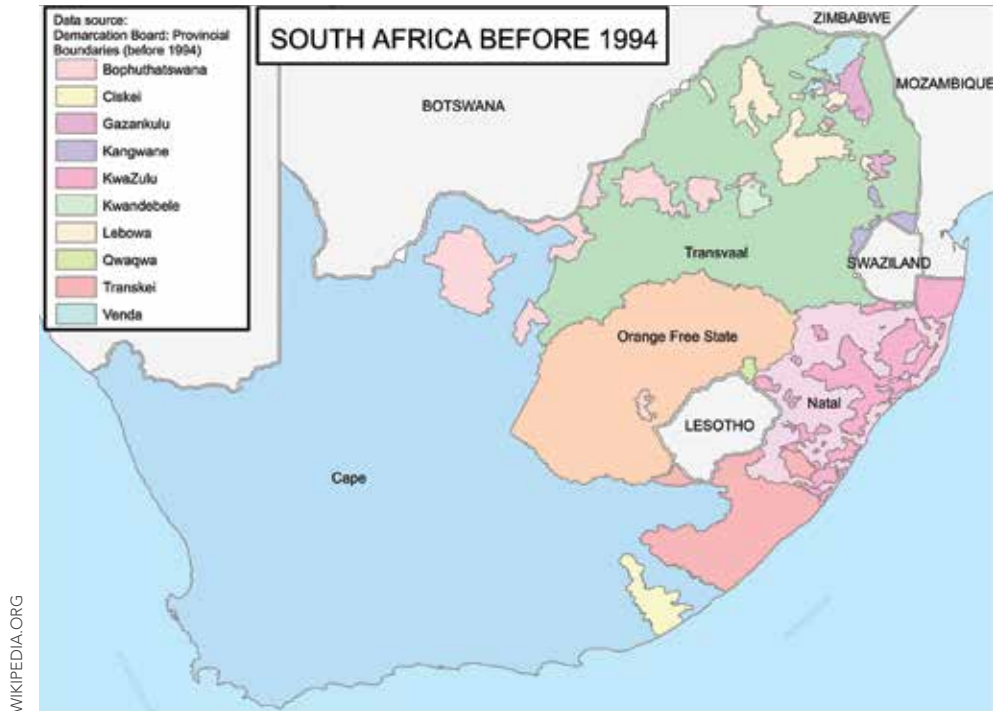 Data source:
Demarcation Board: Provincial
Boundaries (before 1994)
Bophuthatswana
Ciskei
Gazankulu
Kangwane
KwaZulu
Kwandebele
Lebowa
Qwaqwa
Transkei
Venda
SOUTH AFRICA BEFORE 1994
ZIMBABWE
MOZAMBIQUE
BOTSWANA
Transvaal
SWAZILAND
Orange Free State
Natal
LESOTHO
Cape
WIKIPEDIA.ORG